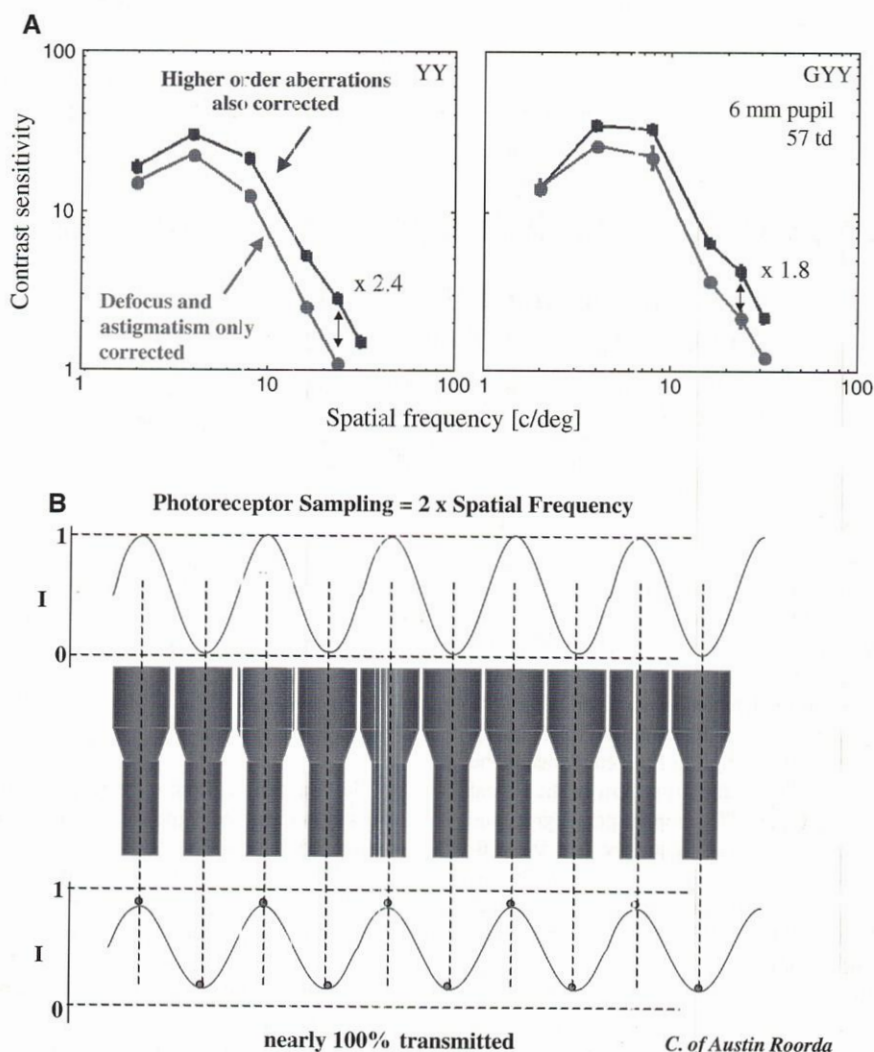 A
100
10
1
Contrast sensitivity
Higher order aberrations
also corrected
YY
x 2.4
Defocus and
astigmatism only
corrected
1
10
100
GYY
6 mm pupil
57 td
x 1.8
1
10
100
Spatial frequency [c/deg]
B
Photoreceptor Sampling = 2 x Spatial Frequency
1
I
0
1
I
0
nearly 100% transmitted
C. of Austin Roorda